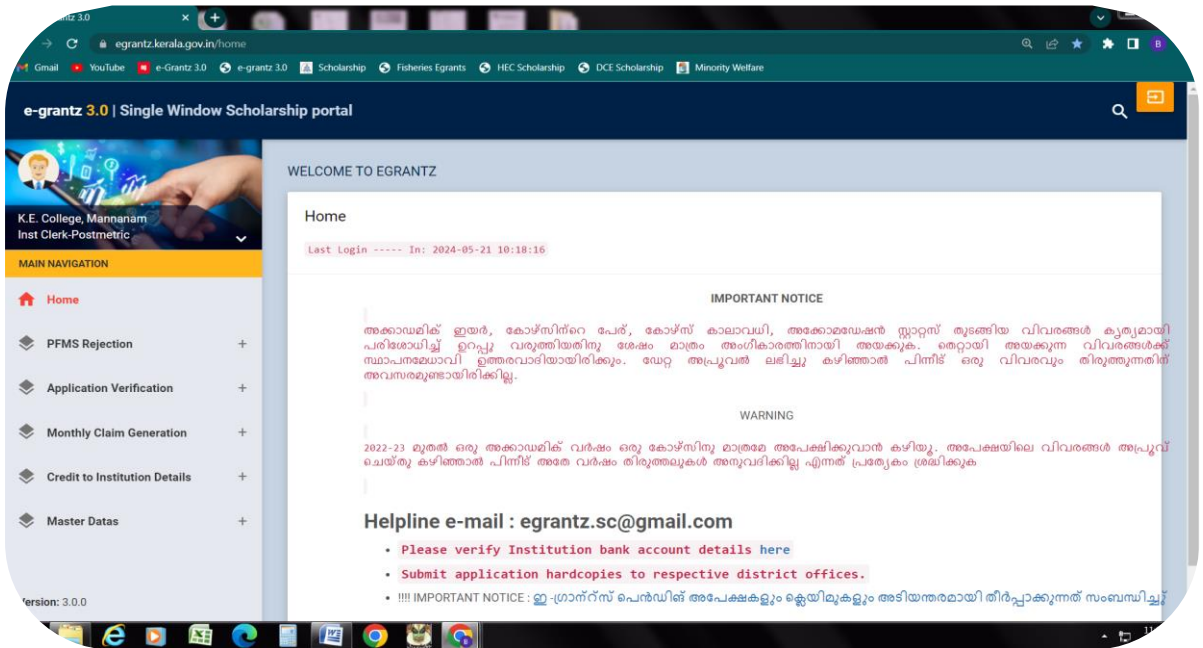 egrantz.kerala.gov.in/home
Gmail YouTube e-Grantz 3.0 e-grantz 3.0 Scholarship Fisheries Egrants HEC Scholarship DCE Scholarship Minority Welfare
e-grantz 3.0 | Single Window Scholarship portal
K.E. College, Mannanam
Inst Clerk-Postmetric
MAIN NAVIGATION
Home
PFMS Rejection +
Application Verification +
Monthly Claim Generation +
Credit to Institution Details +
Master Datas +
3.0.0
WELCOME TO EGRANTZ
Home
Last Login ----- In: 2024-05-21 10:18:16
IMPORTANT NOTICE
അക്കാഡമിക് ഇയർ, കോഴ്സിന്റെ പേര്, കോഴ്സ് കാലാവധി, അക്കോമഡേഷൻ സ്റ്റാറ്റസ് തുടങ്ങിയ വിവരങ്ങൾ കൃത്യമായി
പരിശോധിച്ച് ഉറപ്പു വരുത്തിയതിനു ശേഷം മാത്രം അംഗീകാരത്തിനായി അയക്കുക. തെറ്റായി അയക്കുന്ന വിവരങ്ങൾക്ക്
സ്ഥാപനമേധാവി ഉത്തരവാദിയായിരിക്കും. ഡേറ്റ അപ്രൂവൽ ലഭിച്ചു കഴിഞ്ഞാൽ പിന്നീട് ഒരു വിവരവും തിരുത്തുന്നതിന്
അവസരമുണ്ടായിരിക്കില്ല.
WARNING
2022-23 മുതൽ ഒരു അക്കാഡമിക് വർഷം ഒരു കോഴ്സിനു മാത്രമേ അപേക്ഷിക്കുവാൻ കഴിയൂ. അപേക്ഷയിലെ വിവരങ്ങൾ അപ്രൂവ്
ചെയ്തു കഴിഞ്ഞാൽ പിന്നീട് അതേ വർഷം തിരുത്തലുകൾ അനുവദിക്കില്ല എന്നത് പ്രത്യേകം ശ്രദ്ധിക്കുക
Helpline e-mail : egrantz.sc@gmail.com
Please verify Institution bank account details here
Submit application hardcopies to respective district offices.
!!!! IMPORTANT NOTICE : ഇ -ഗ്രാന്റ്സ് പെൻഡിങ് അപേക്ഷകളും ക്ലെയിമുകളും അടിയന്തരമായി തീർപ്പാക്കുന്നത് സംബന്ധിച്ചു്